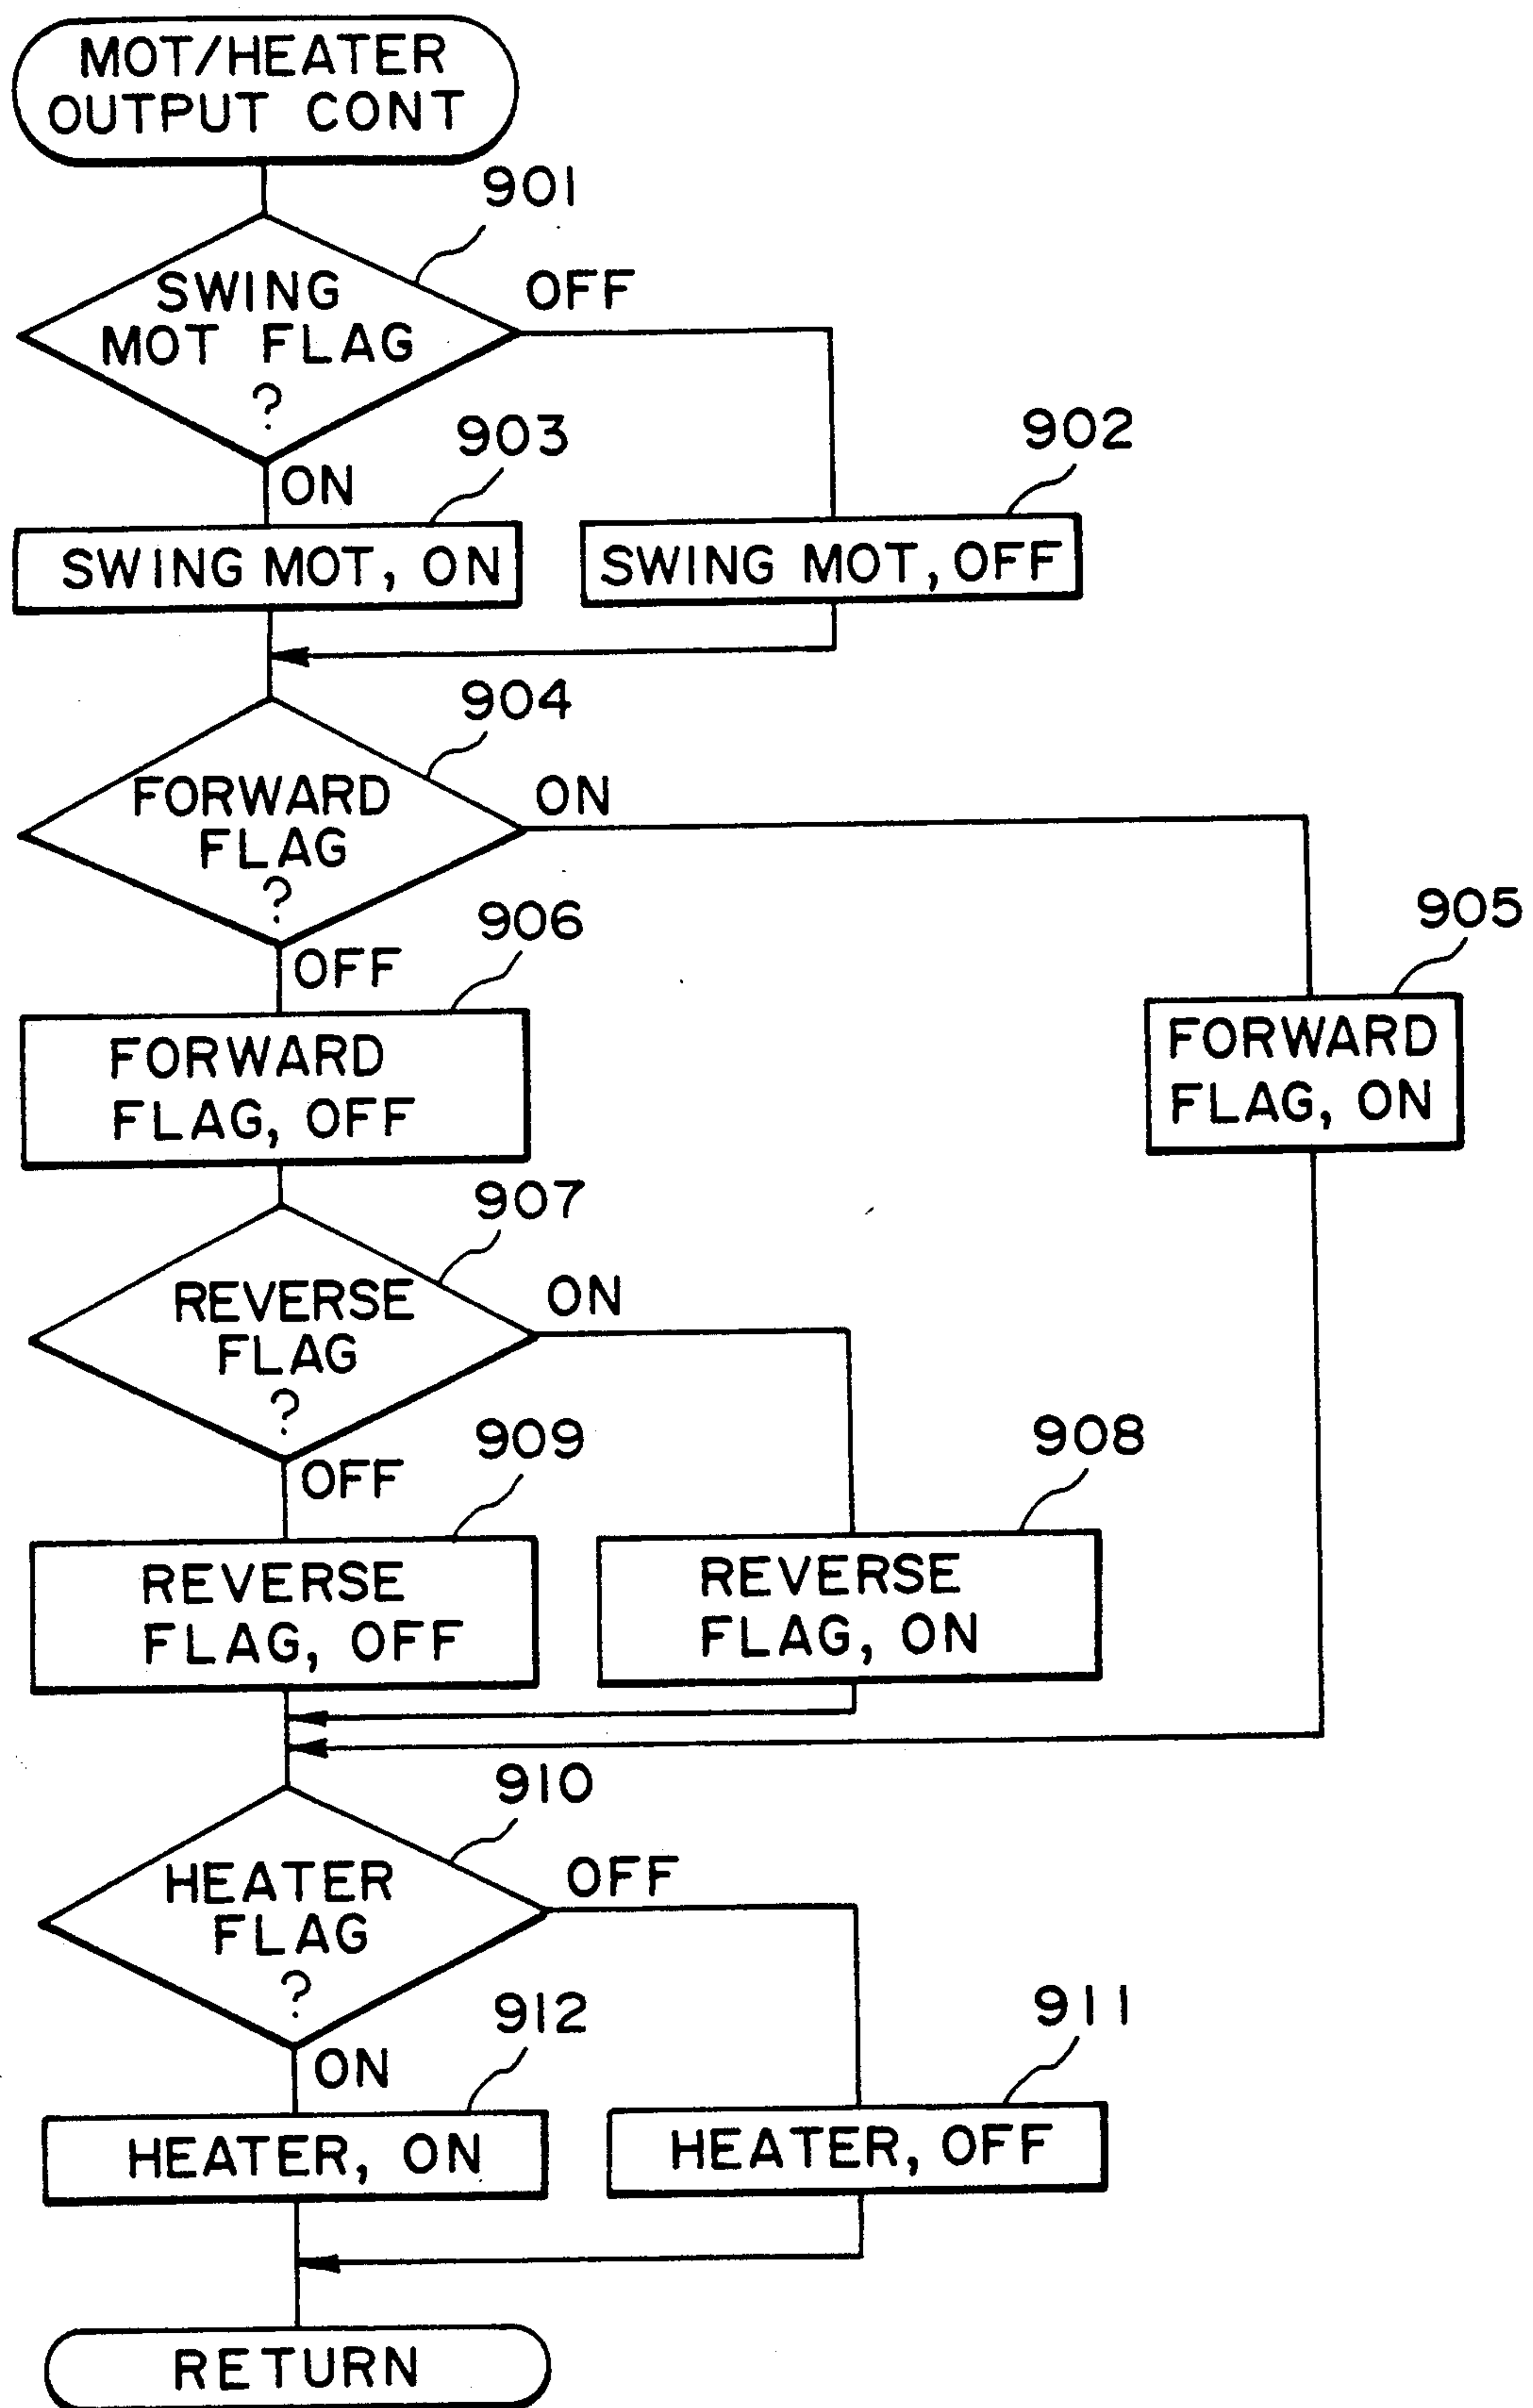 MOT/HEATER
OUTPUT CONT
901
SWING
MOT FLAG
?
OFF
ON
903
902
SWING MOT, ON
SWING MOT, OFF
904
FORWARD
FLAG
?
ON
OFF
906
905
FORWARD
FLAG, OFF
FORWARD
FLAG, ON
907
REVERSE
FLAG
?
ON
OFF
909
908
REVERSE
FLAG, OFF
REVERSE
FLAG, ON
910
HEATER
FLAG
?
OFF
ON
912
911
HEATER, ON
HEATER, OFF
RETURN